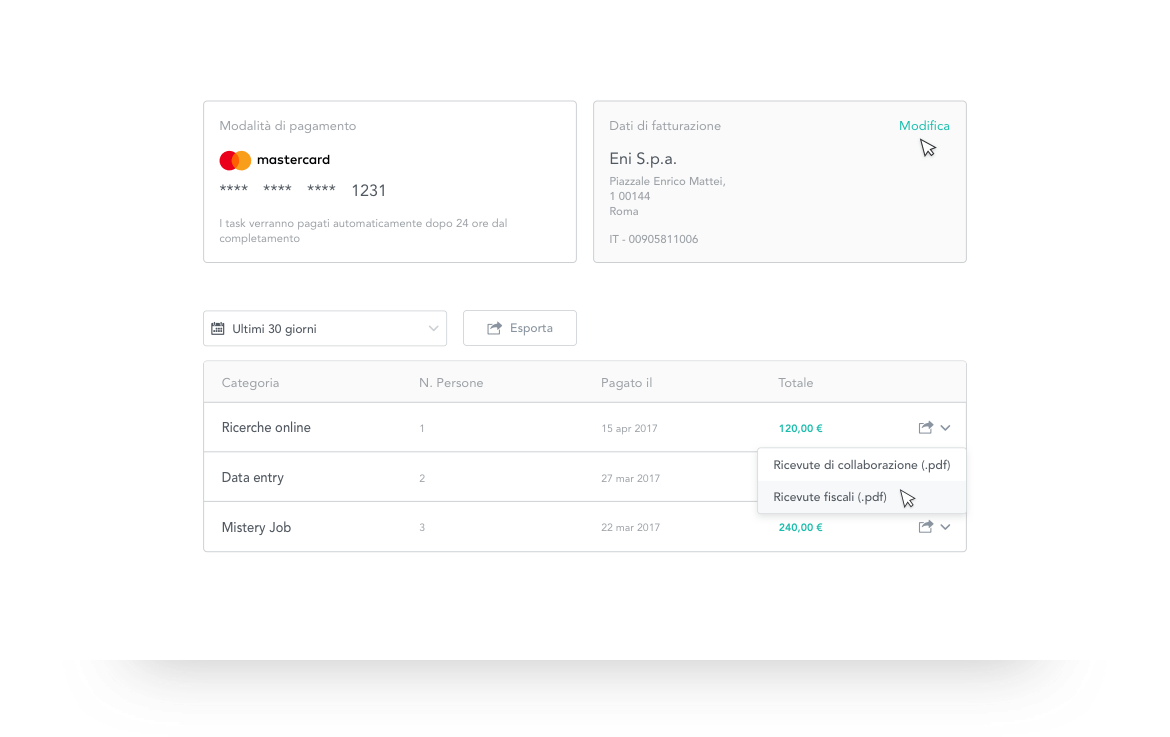 Modalità di pagamento
mastercard
**** **** **** 1231
I task verranno pagati automaticamente dopo 24 ore dal
completamento
Dati di fatturazione
Modifica
Eni S.p.a.
Piazzale Enrico Mattei,
1 00144
Roma
IT - 00905811006
Ultimi 30 giorni
Esporta
Categoria N. Persone Pagato il Totale
Ricerche online 1 15 apr 2017 120,00 €
Ricevute di collaborazione (.pdf)
Data entry 2 27 mar 2017
Ricevute fiscali (.pdf)
Mistery Job 3 22 mar 2017 240,00 €